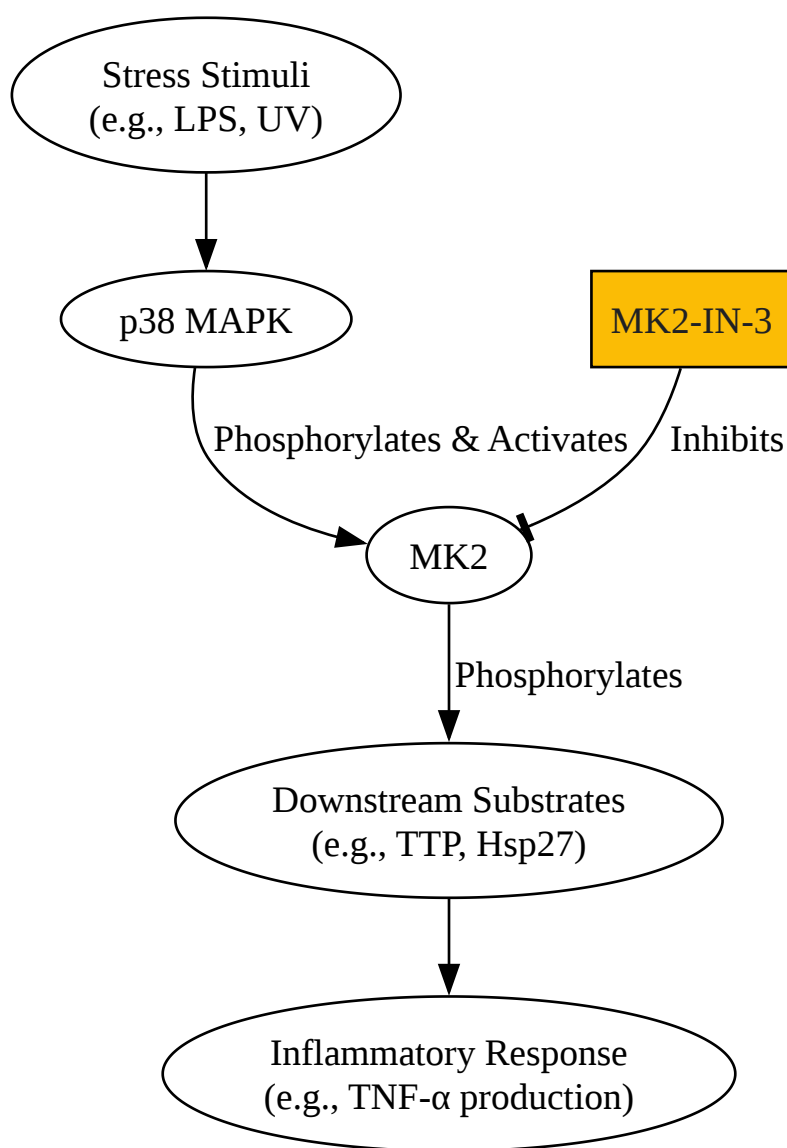 Stress Stimuli
(e.g., LPS, UV)
p38 MAPK
MK2-IN-3
Phosphorylates & Activates
Inhibits
MK2
Phosphorylates
Downstream Substrates
(e.g., TTP, Hsp27)
Inflammatory Response
(e.g., TNF-α production)